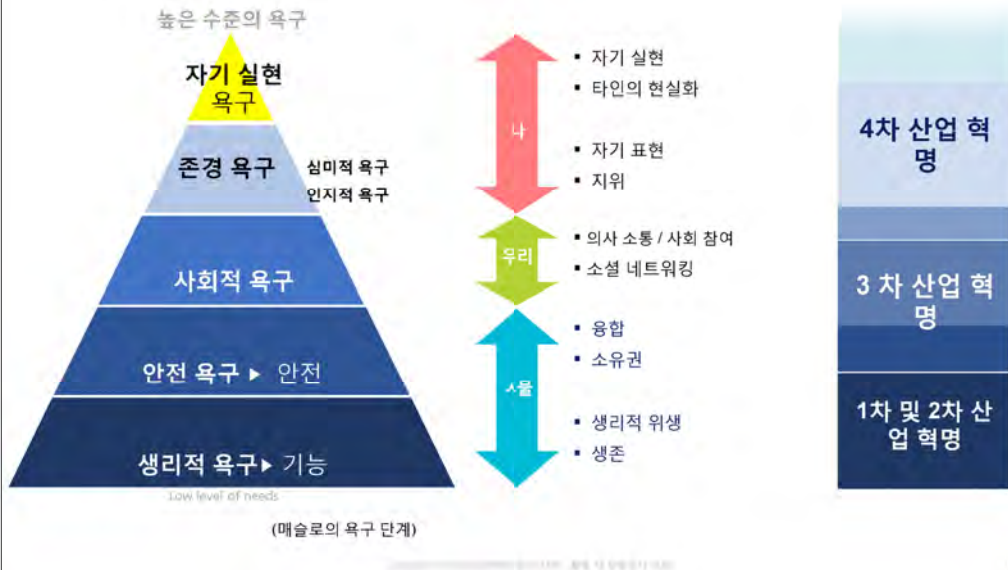 높은 수준의 욕구
자기 실현
욕구
존경 욕구
심미적 욕구
인지적 욕구
사회적 욕구
안전 욕구 ▶ 안전
생리적 욕구▶ 기능
Low level of needs
(매슬로의 욕구 단계)
나
▪ 자기 실현
▪ 타인의 현실화
▪ 자기 표현
▪ 지위
우리
▪ 의사 소통 / 사회 참여
▪ 소셜 네트워킹
사물
▪ 융합
▪ 소유권
▪ 생리적 위생
▪ 생존
4차 산업 혁
명
3 차 산업 혁
명
1차 및 2차 산
업 혁명